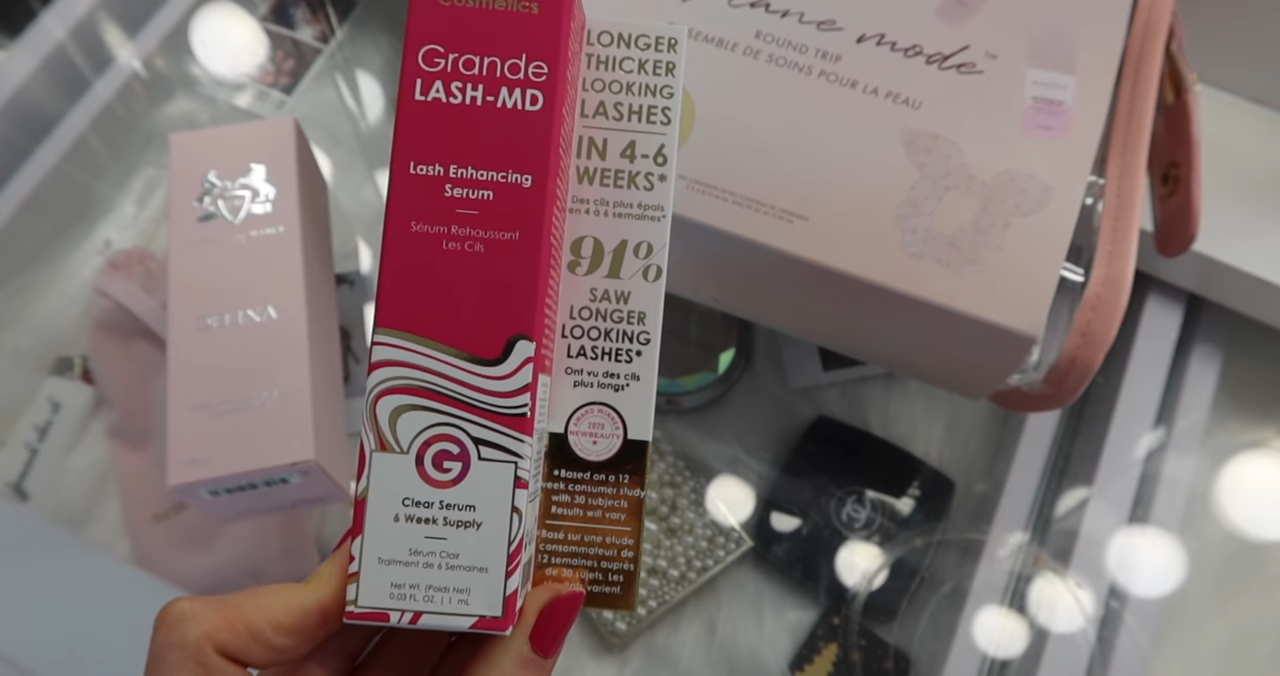 Cosmetics
Grande
LASH-MD
Lash Enhancing
Serum
Sérum Rehaussant
Les Cils
G
Clear Serum
6 Week Supply
Sérum Clair
Traitment de 6 Semaines
Net Wt. (Poids Net)
0.03 FL. OZ. | 1 mL
LONGER
THICKER
LOOKING
LASHES
IN 4-6
WEEKS*
Des cils plus épais
en 4 à 6 semaines*
91%
SAW
LONGER
LOOKING
LASHES*
Ont vu des cils
plus longs*
AWARD WINNER
2020
NEWBEAUTY
*Based on a 12
week consumer study
with 30 subjects
Results will vary
*Basé sur une étude
consommateurs de
12 semaines auprès
de 30 sujets. Les
varient.
plane mode
ROUND TRIP
SEMBLE DE SOINS POUR LA PEAU